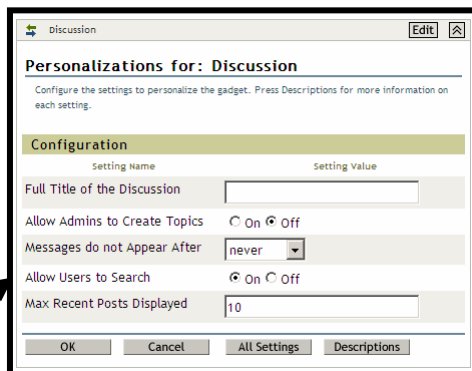 Discussion Edit
Personalizations for: Discussion
Configure the settings to personalize the gadget. Press Descriptions for more information on
each setting.
Configuration
Setting Name Setting Value
Full Title of the Discussion
Allow Admins to Create Topics On Off
Messages do not Appear After never
Allow Users to Search On Off
Max Recent Posts Displayed 10
OK Cancel All Settings Descriptions